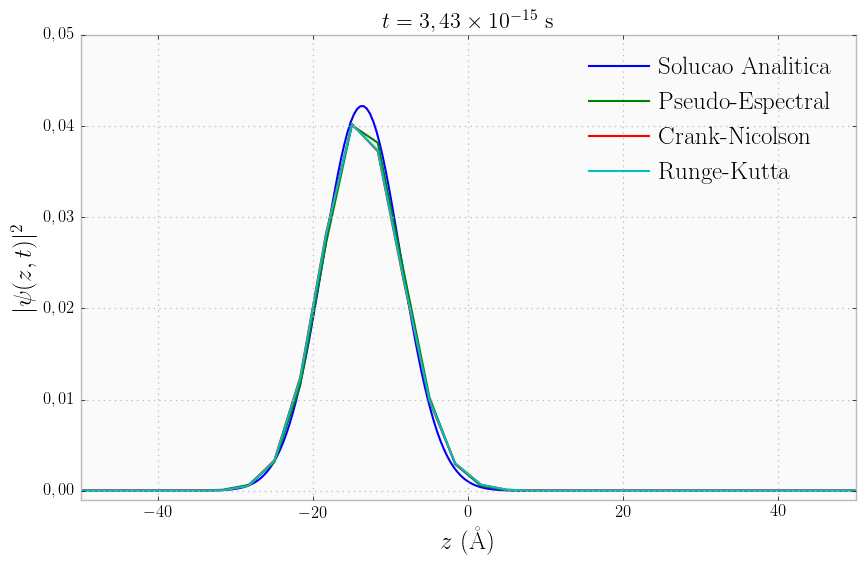 t = 3,43 × 10⁻¹⁵ s
0,05
0,04
0,03
0,02
0,01
0,00
|ψ(z, t)|²
Solucao Analitica
Pseudo-Espectral
Crank-Nicolson
Runge-Kutta
−40 −20 0 20 40
z (Å)